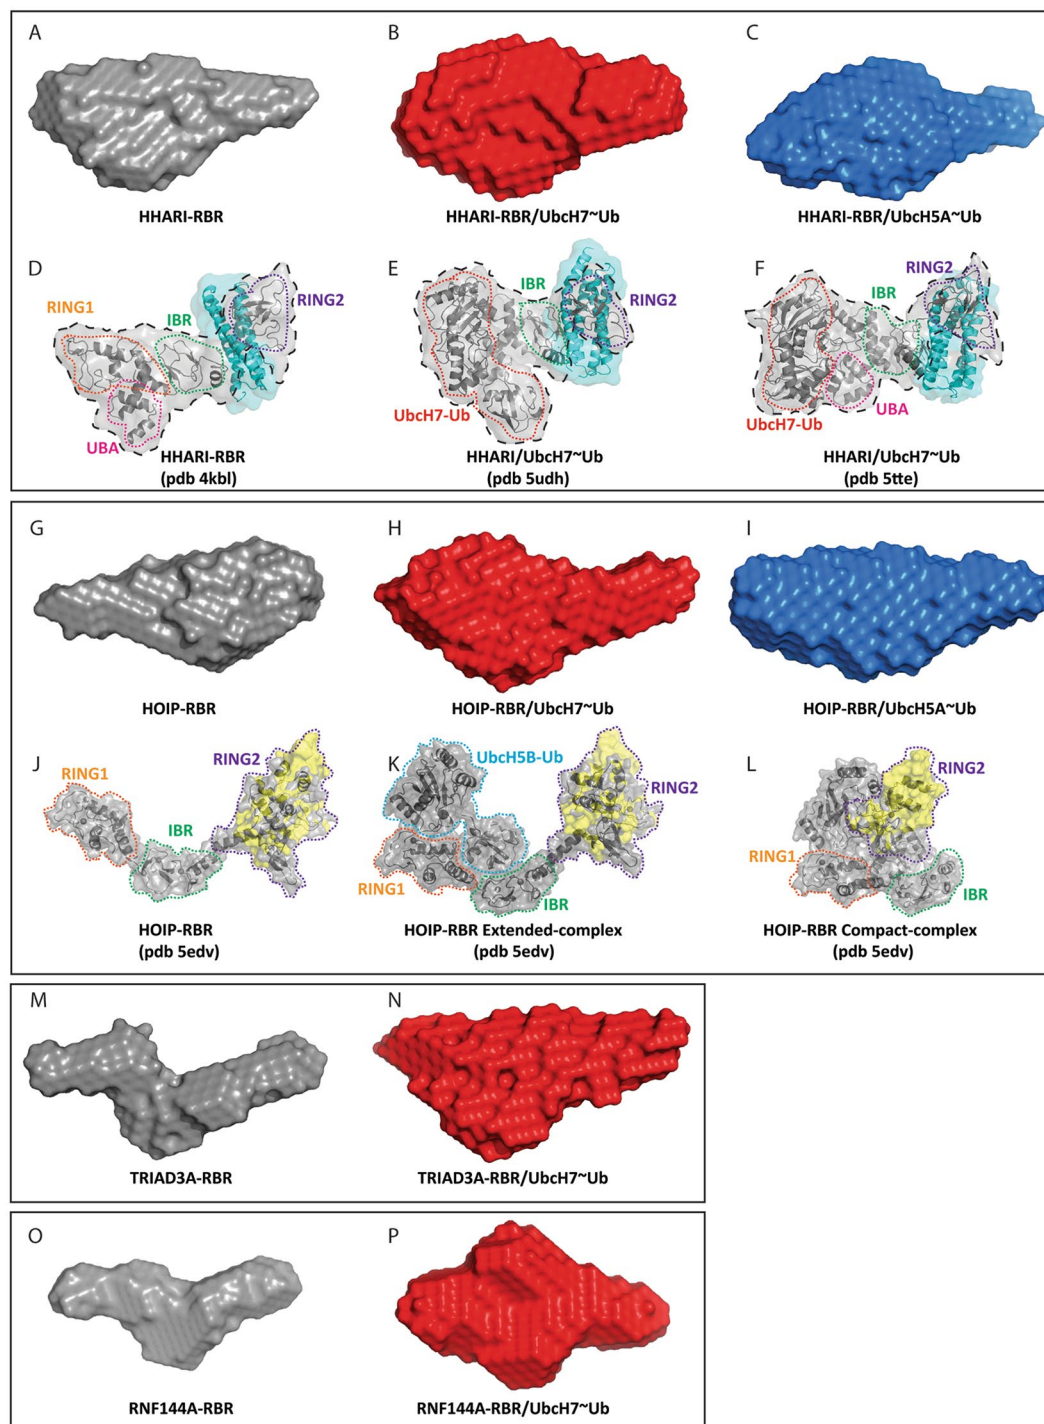 A
B
C
HHARI-RBR
HHARI-RBR/UbcH7~Ub
HHARI-RBR/UbcH5A~Ub
D
E
F
RING1
IBR
RING2
UBA
IBR
RING2
UbcH7-Ub
IBR
RING2
UBA
UbcH7-Ub
HHARI-RBR
(pdb 4kbl)
HHARI/UbcH7~Ub
(pdb 5udh)
HHARI/UbcH7~Ub
(pdb 5tte)
G
H
I
HOIP-RBR
HOIP-RBR/UbcH7~Ub
HOIP-RBR/UbcH5A~Ub
J
K
L
RING1
IBR
RING2
UbcH5B-Ub
RING2
RING1
IBR
RING2
RING1
IBR
HOIP-RBR
(pdb 5edv)
HOIP-RBR Extended-complex
(pdb 5edv)
HOIP-RBR Compact-complex
(pdb 5edv)
M
N
TRIAD3A-RBR
TRIAD3A-RBR/UbcH7~Ub
O
P
RNF144A-RBR
RNF144A-RBR/UbcH7~Ub